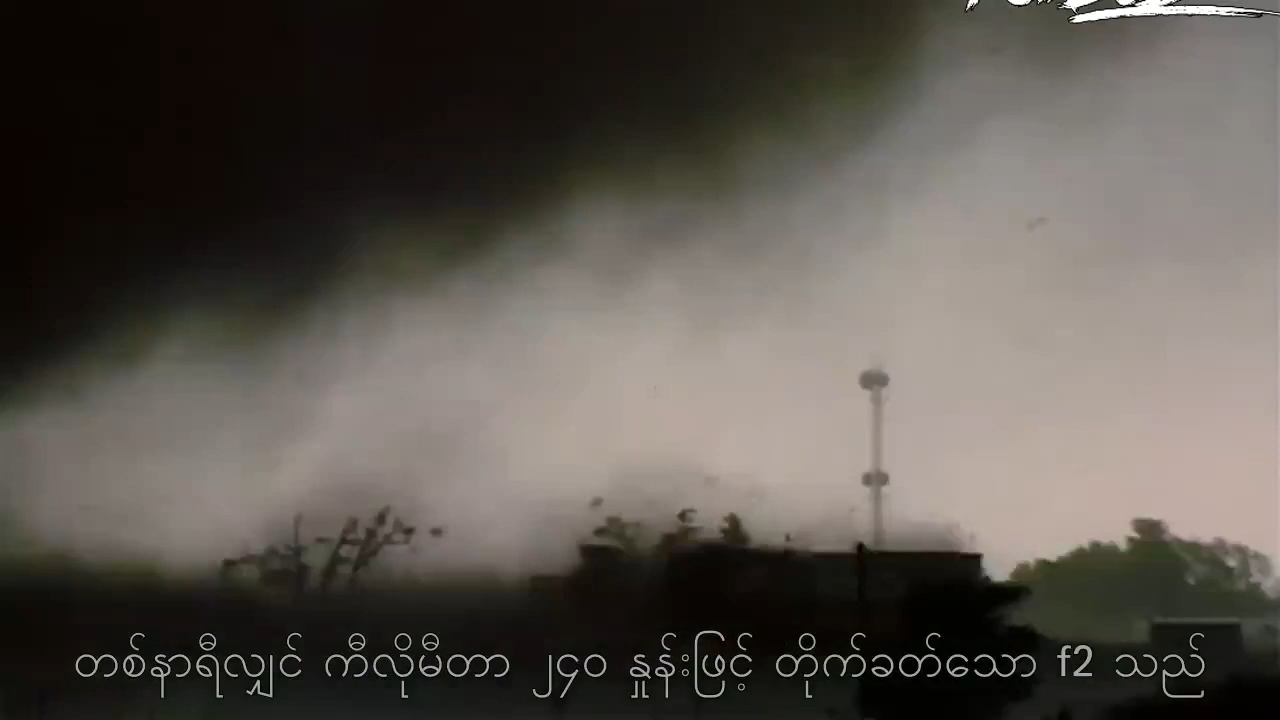 တစ်နာရီလျှင် ကီလိုမီတာ ၂၄၀ နှုန်းဖြင့် တိုက်ခတ်သော f2 သည်